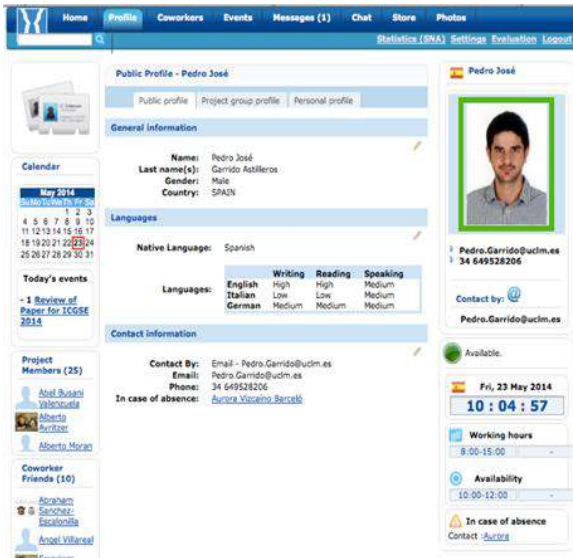 Home Profile Coworkers Events Messages (1) Chat Store Photos
Statistics (SNA) Settings Evaluation Logout
Calendar
May 2014
Su Mo Tu We Th Fr Sa
1 2 3
4 5 6 7 8 9 10
11 12 13 14 15 16 17
18 19 20 21 22 23 24
25 26 27 28 29 30 31
Today's events
- 1 Review of
Paper for ICGSE
2014
Project
Members (25)
Abel Busani
Valenzuela
Alberto
Avritzer
Alberto Moran
Coworker
Friends (10)
Abraham
Sanchez-
Escalonilla
Angel Villareal
Public Profile - Pedro José
Public profile Project group profile Personal profile
General information
Name: Pedro José
Last name(s): Garrido Astilleros
Gender: Male
Country: SPAIN
Languages
Native Language: Spanish
Languages:
Writing Reading Speaking
English High High Medium
Italian Low Low Medium
German Medium Medium Medium
Contact information
Contact By: Email - Pedro.Garrido@uclm.es
Email: Pedro.Garrido@uclm.es
Phone: 34 649528206
In case of absence: Aurora Vizcaíno Barceló
Pedro José
Pedro.Garrido@uclm.es
34 649528206
Contact by: @
Pedro.Garrido@uclm.es
Available.
Fri, 23 May 2014
10 : 04 : 57
Working hours
8:00-15:00 -
Availability
10:00-12:00 -
In case of absence
Contact :Aurora